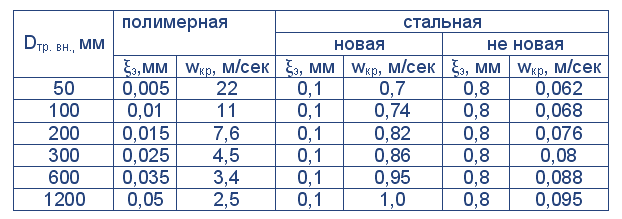 Dтр. вн., мм полимерная стальная
новая не новая
ξэ,мм wкр, м/сек ξэ, мм wкр, м/сек ξэ, мм wкр, м/сек
50 0,005 22 0,1 0,7 0,8 0,062
100 0,01 11 0,1 0,74 0,8 0,068
200 0,015 7,6 0,1 0,82 0,8 0,076
300 0,025 4,5 0,1 0,86 0,8 0,08
600 0,035 3,4 0,1 0,95 0,8 0,088
1200 0,05 2,5 0,1 1,0 0,8 0,095